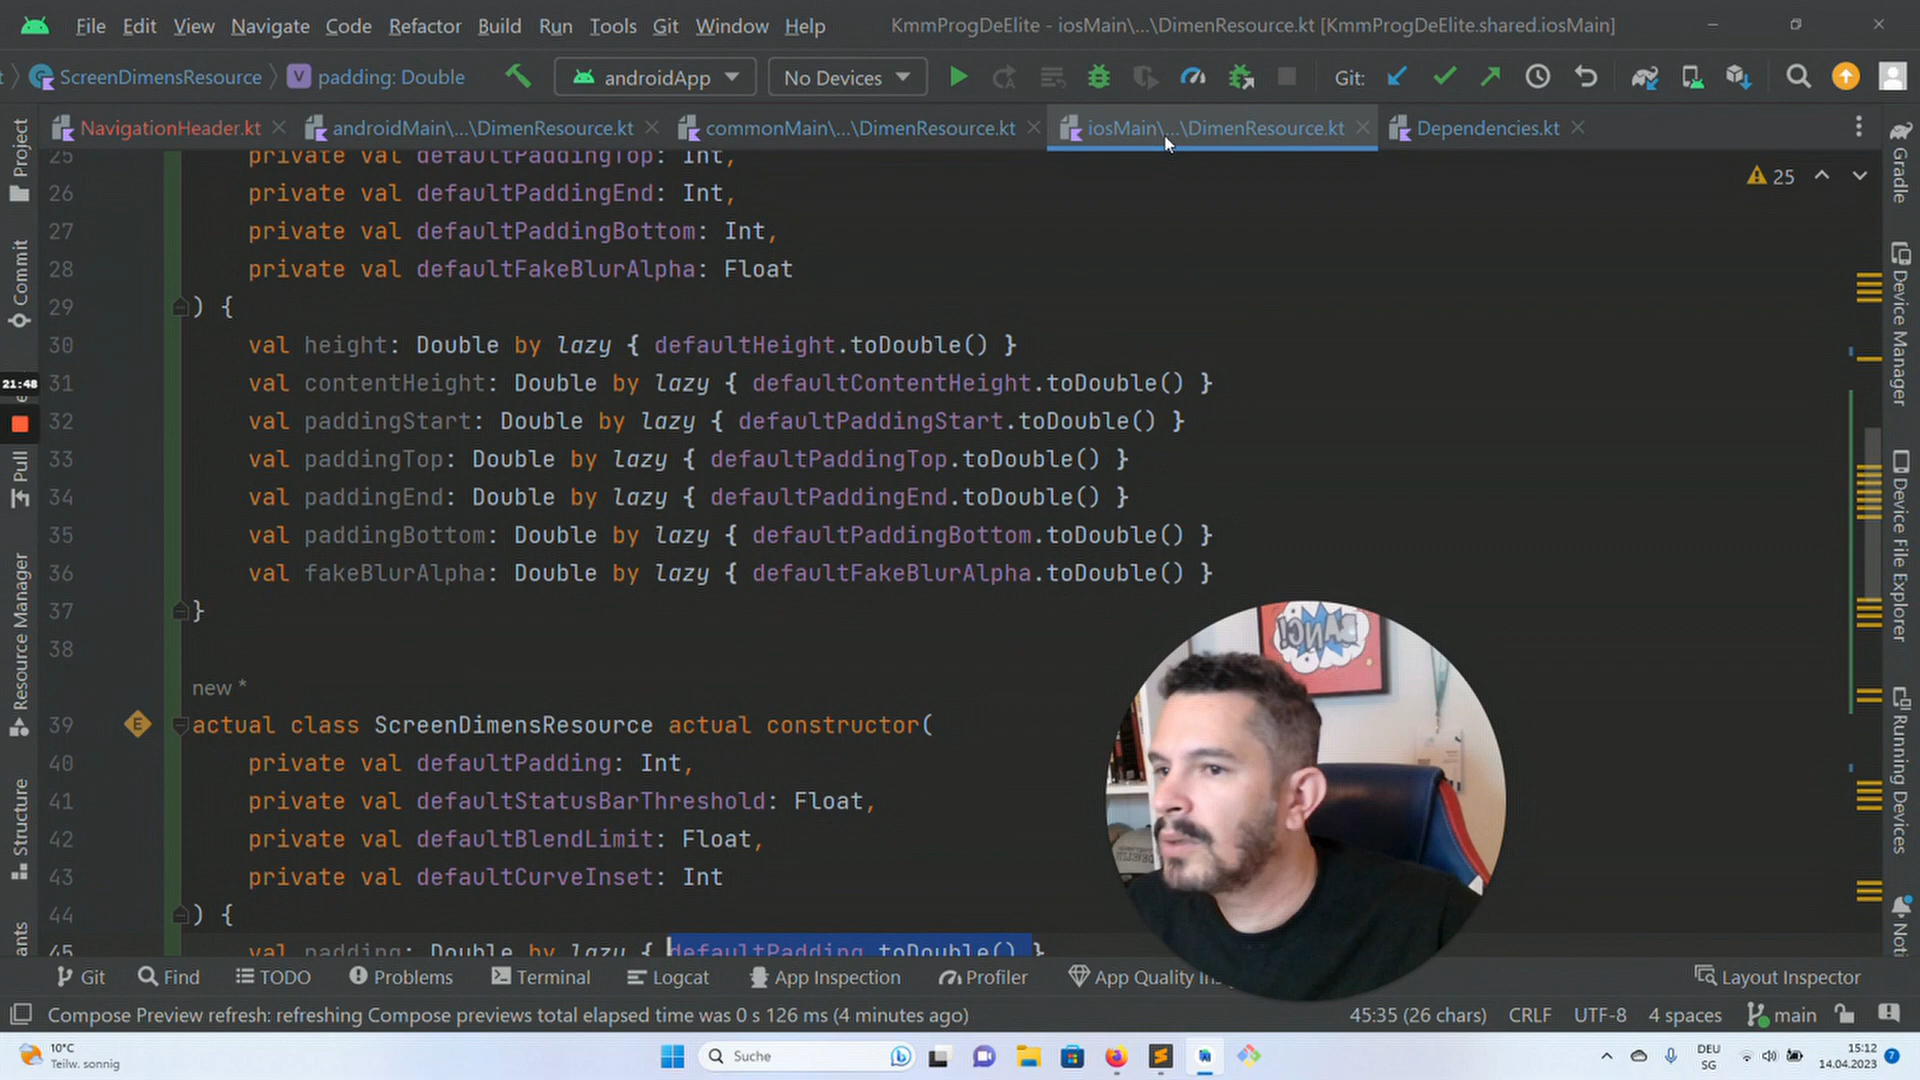 File Edit View Navigate Code Refactor Build Run Tools Git Window Help KmmProgDeElite - iosMain\...\DimenResource.kt [KmmProgDeElite.shared.iosMain]
ScreenDimensResource padding: Double androidApp No Devices Git:
NavigationHeader.kt androidMain\...\DimenResource.kt commonMain\...\DimenResource.kt iosMain\...\DimenResource.kt Dependencies.kt
25 private val defaultPaddingTop: Int,
26 private val defaultPaddingEnd: Int,
27 private val defaultPaddingBottom: Int,
28 private val defaultFakeBlurAlpha: Float
29 ) {
30 val height: Double by lazy { defaultHeight.toDouble() }
31 val contentHeight: Double by lazy { defaultContentHeight.toDouble() }
32 val paddingStart: Double by lazy { defaultPaddingStart.toDouble() }
33 val paddingTop: Double by lazy { defaultPaddingTop.toDouble() }
34 val paddingEnd: Double by lazy { defaultPaddingEnd.toDouble() }
35 val paddingBottom: Double by lazy { defaultPaddingBottom.toDouble() }
36 val fakeBlurAlpha: Double by lazy { defaultFakeBlurAlpha.toDouble() }
37 }
38
new *
39 actual class ScreenDimensResource actual constructor(
40 private val defaultPadding: Int,
41 private val defaultStatusBarThreshold: Float,
42 private val defaultBlendLimit: Float,
43 private val defaultCurveInset: Int
44 ) {
45 val padding: Double by lazy { defaultPadding.toDouble() }
25
Project
Commit
21:48
Pull
Resource Manager
Structure
Gradle
Device Manager
Device File Explorer
Running Devices
BANG!
Git Find TODO Problems Terminal Logcat App Inspection Profiler App Quality Layout Inspector
Compose Preview refresh: refreshing Compose previews total elapsed time was 0 s 126 ms (4 minutes ago) 45:35 (26 chars) CRLF UTF-8 4 spaces main
10°C
Teilw. sonnig
Suche
DEU
SG
15:12
14.04.2023
7